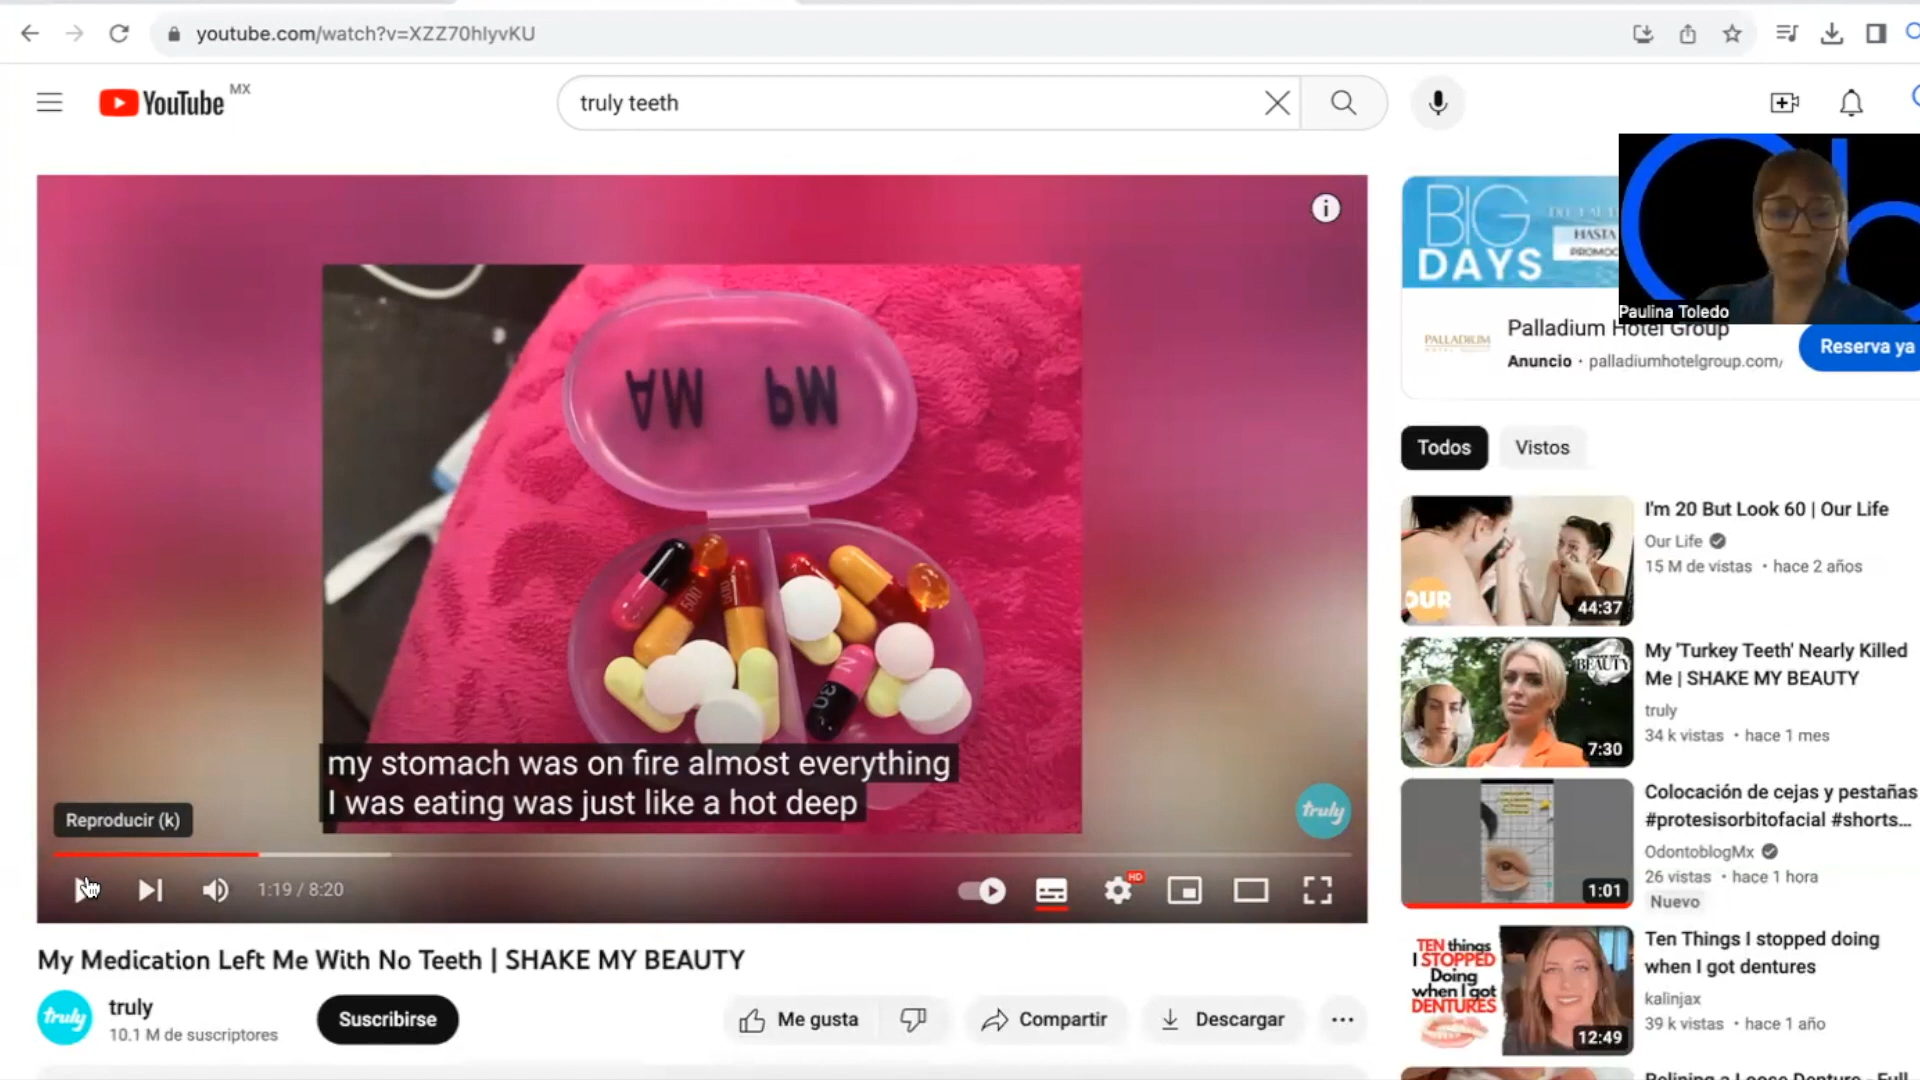 youtube.com/watch?v=XZZ70hlyvKU
YouTube MX
truly teeth
AM PM
500
my stomach was on fire almost everything
I was eating was just like a hot deep
truly
Reproducir (k)
1:19 / 8:20
HD
My Medication Left Me With No Teeth | SHAKE MY BEAUTY
truly
truly
10.1 M de suscriptores
Suscribirse
Me gusta
Compartir
Descargar
BIG
DAYS
HASTA
Paulina Toledo
PALLADIUM
Palladium Hotel Group
Anuncio • palladiumhotelgroup.com/
Reserva ya
Todos
Vistos
OUR
44:37
I'm 20 But Look 60 | Our Life
Our Life
15 M de vistas • hace 2 años
BEAUTY
7:30
My 'Turkey Teeth' Nearly Killed
Me | SHAKE MY BEAUTY
truly
34 k vistas • hace 1 mes
1:01
Colocación de cejas y pestañas
#protesisorbitofacial #shorts...
OdontoblogMx
26 vistas • hace 1 hora
Nuevo
TEN things
I STOPPED
Doing
when I got
DENTURES
12:49
Ten Things I stopped doing
when I got dentures
kalinjax
39 k vistas • hace 1 año